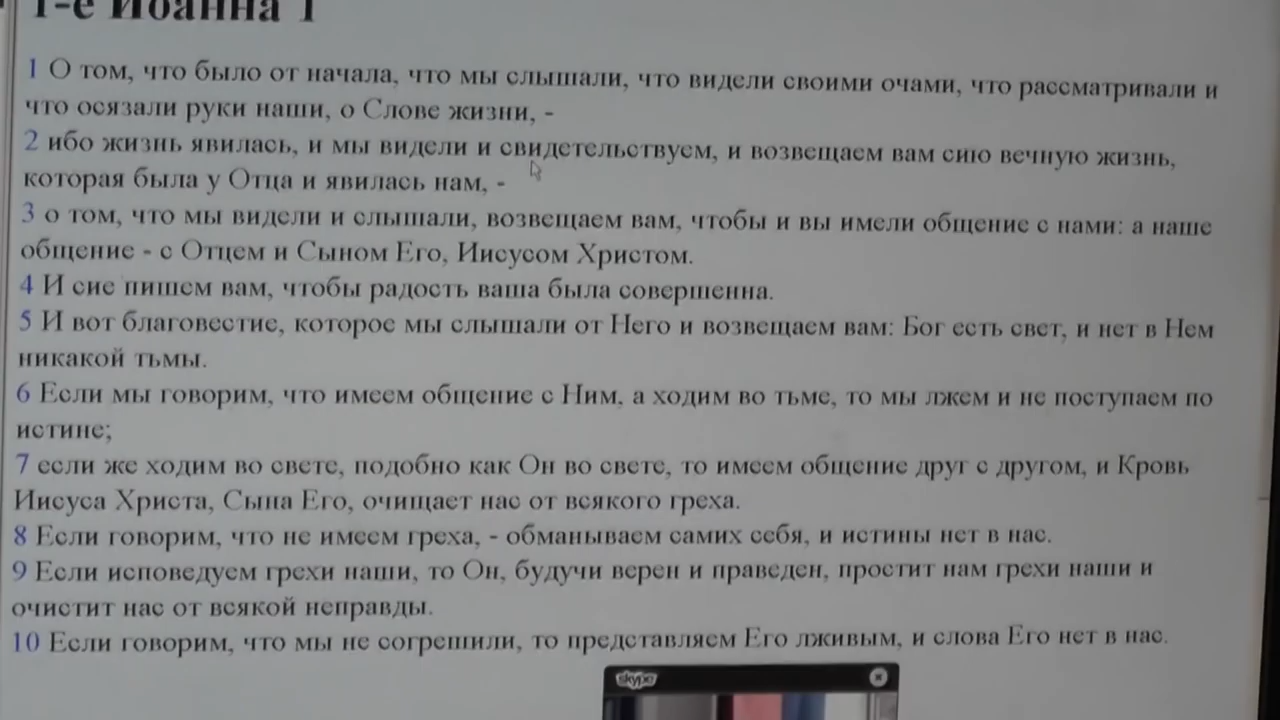 1-е Иоанна 1
1 О том, что было от начала, что мы слышали, что видели своими очами, что рассматривали и
что осязали руки наши, о Слове жизни, -
2 ибо жизнь явилась, и мы видели и свидетельствуем, и возвещаем вам сию вечную жизнь,
которая была у Отца и явилась нам, -
3 о том, что мы видели и слышали, возвещаем вам, чтобы и вы имели общение с нами: а наше
общение - с Отцем и Сыном Его, Иисусом Христом.
4 И сие пишем вам, чтобы радость ваша была совершенна.
5 И вот благовестие, которое мы слышали от Него и возвещаем вам: Бог есть свет, и нет в Нем
никакой тьмы.
6 Если мы говорим, что имеем общение с Ним, а ходим во тьме, то мы лжем и не поступаем по
истине;
7 если же ходим во свете, подобно как Он во свете, то имеем общение друг с другом, и Кровь
Иисуса Христа, Сына Его, очищает нас от всякого греха.
8 Если говорим, что не имеем греха, - обманываем самих себя, и истины нет в нас.
9 Если исповедуем грехи наши, то Он, будучи верен и праведен, простит нам грехи наши и
очистит нас от всякой неправды.
10 Если говорим, что мы не согрешили, то представляем Его лживым, и слова Его нет в нас.
skype